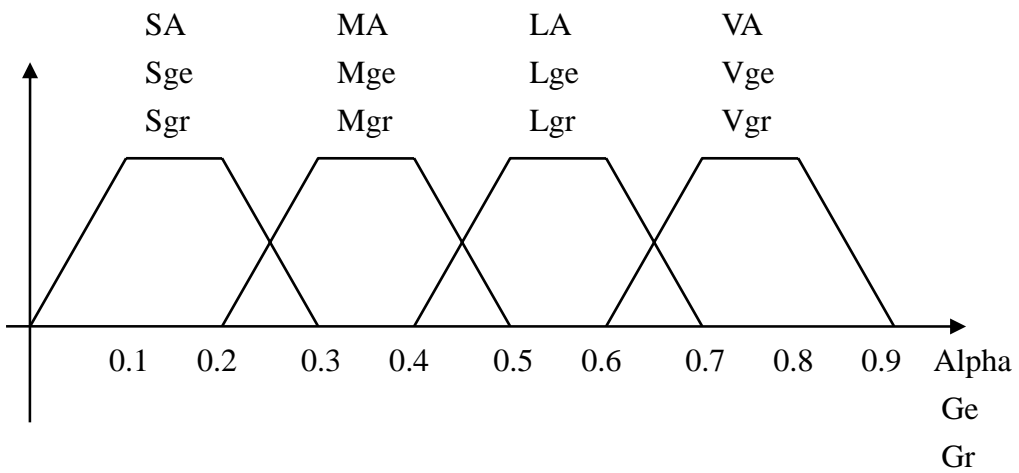 SA MA LA VA
Sge Mge Lge Vge
Sgr Mgr Lgr Vgr
0.1 0.2 0.3 0.4 0.5 0.6 0.7 0.8 0.9 Alpha
Ge
Gr